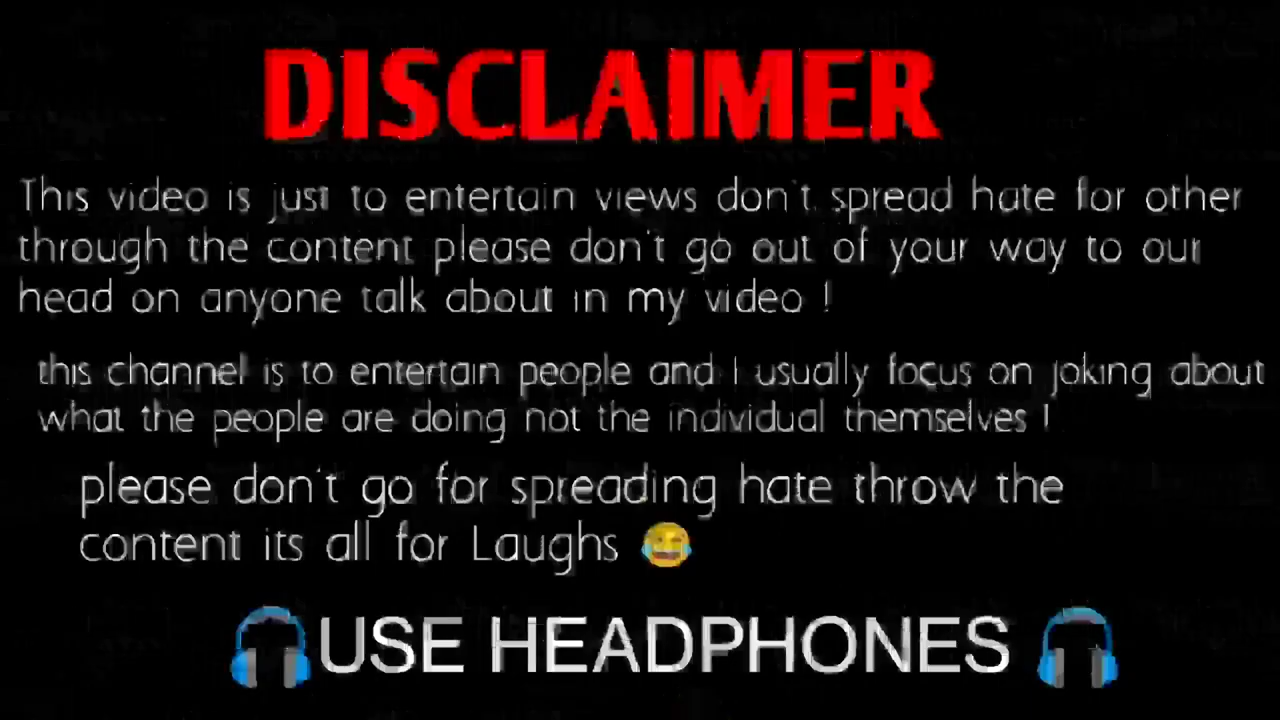 DISCLAIMER
This video is just to entertain views don't spread hate for other
through the content please don't go out of your way to our
head on anyone talk about in my video !
this channel is to entertain people and I usually focus on joking about
what the people are doing not the individual themselves !
please don't go for spreading hate throw the
content its all for Laughs 😂
🎧USE HEADPHONES 🎧